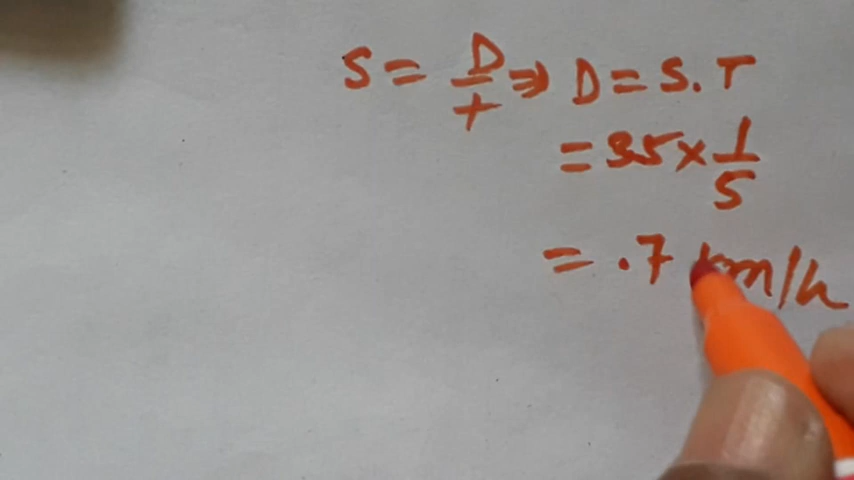 S = D/t ⇒ D = S.T
= 35 × 1/5
= .7 km/h